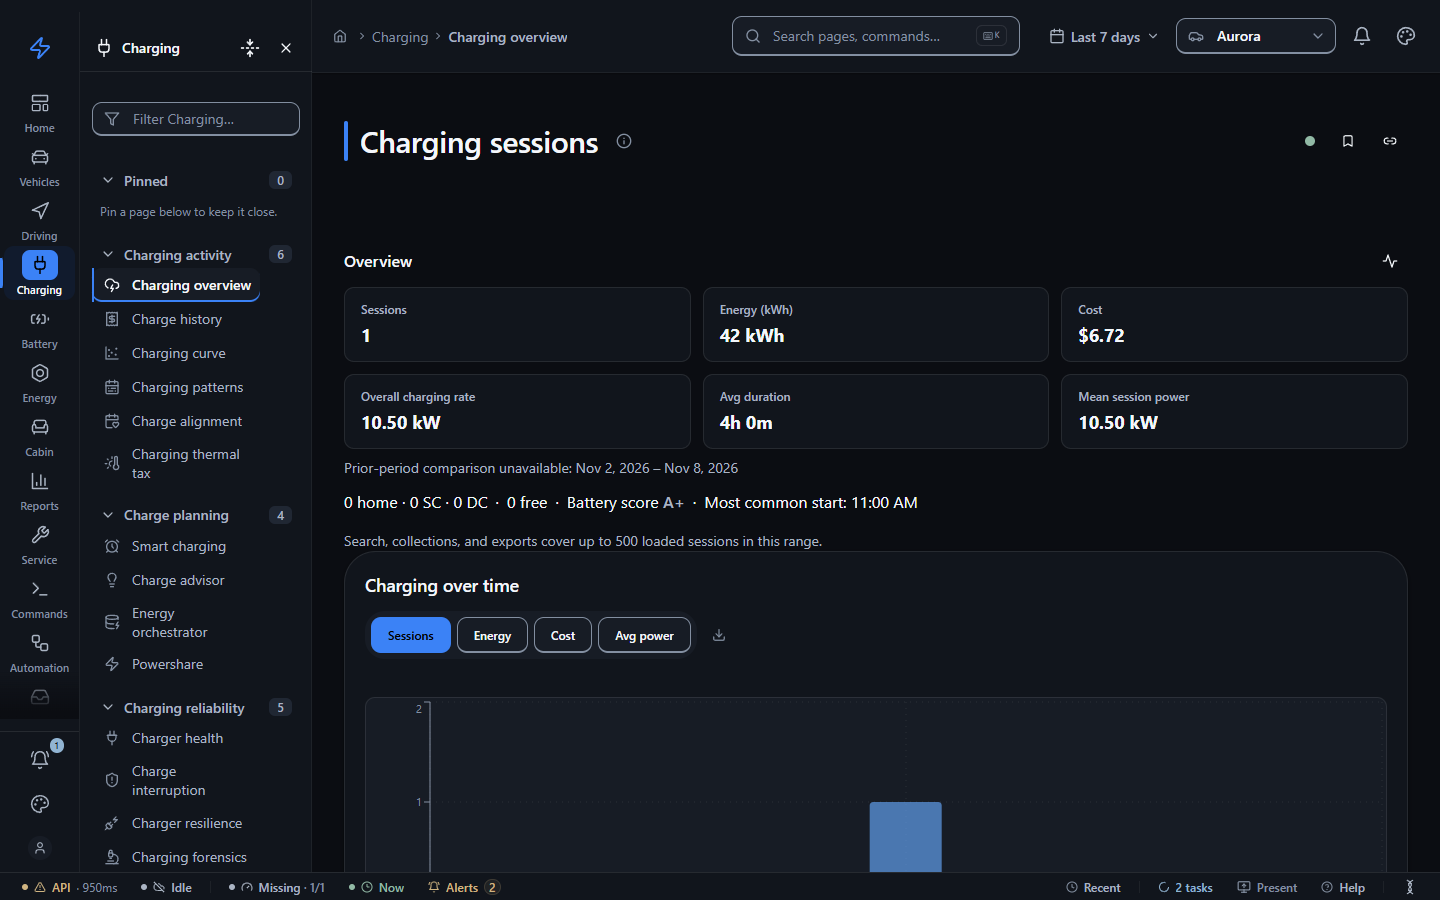 Charging
Charging
Charging overview
Search pages, commands...
K
Last 7 days
Aurora
Home
Vehicles
Driving
Charging
Battery
Energy
Cabin
Reports
Service
Commands
Automation
1
Filter Charging...
Pinned
0
Pin a page below to keep it close.
Charging activity
6
Charging overview
Charge history
Charging curve
Charging patterns
Charge alignment
Charging thermal
tax
Charge planning
4
Smart charging
Charge advisor
Energy
orchestrator
Powershare
Charging reliability
5
Charger health
Charge
interruption
Charger resilience
Charging forensics
Charging sessions
Overview
Sessions
1
Energy (kWh)
42 kWh
Cost
$6.72
Overall charging rate
10.50 kW
Avg duration
4h 0m
Mean session power
10.50 kW
Prior-period comparison unavailable: Nov 2, 2026 – Nov 8, 2026
0 home · 0 SC · 0 DC · 0 free · Battery score A+ · Most common start: 11:00 AM
Search, collections, and exports cover up to 500 loaded sessions in this range.
Charging over time
Sessions
Energy
Cost
Avg power
2
1
API · 950ms
Idle
Missing · 1/1
Now
Alerts 2
Recent
2 tasks
Present
Help